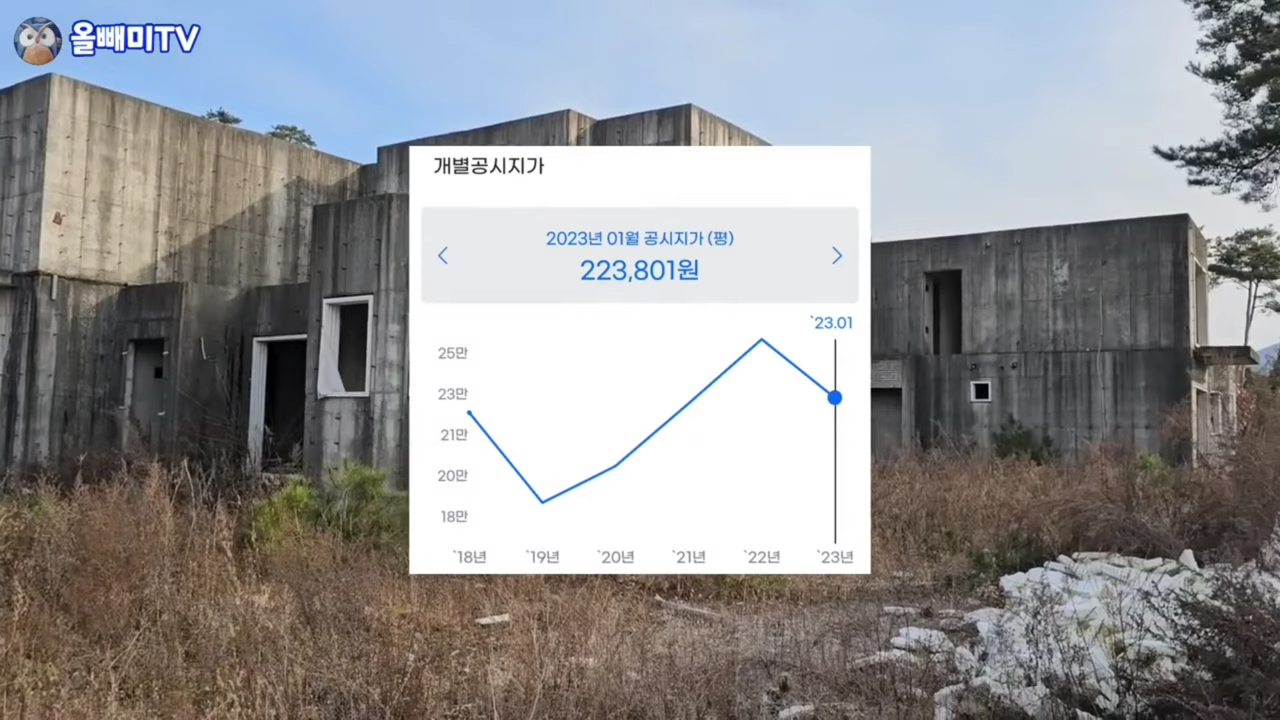 올빼미TV
개별공시지가
2023년 01월 공시지가 (평)
223,801원
`23.01
25만
23만
21만
20만
18만
`18년 `19년 `20년 `21년 `22년 `23년